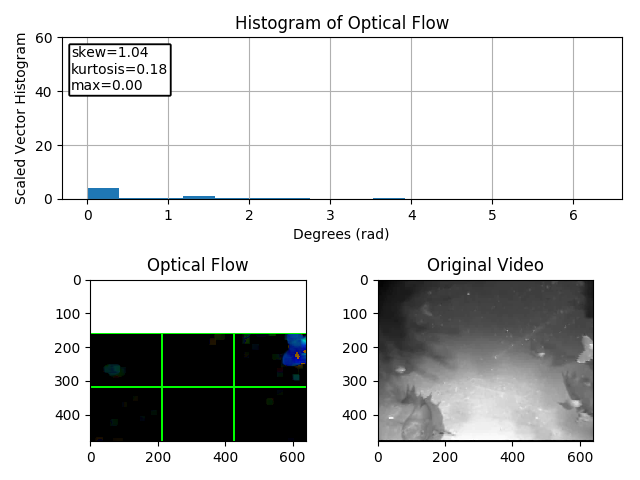 Histogram of Optical Flow
Scaled Vector Histogram
60
40
20
0
skew=1.04
kurtosis=0.18
max=0.00
0 1 2 3 4 5 6
Degrees (rad)
Optical Flow
0
100
200
300
400
0 200 400 600
Original Video
0
100
200
300
400
0 200 400 600